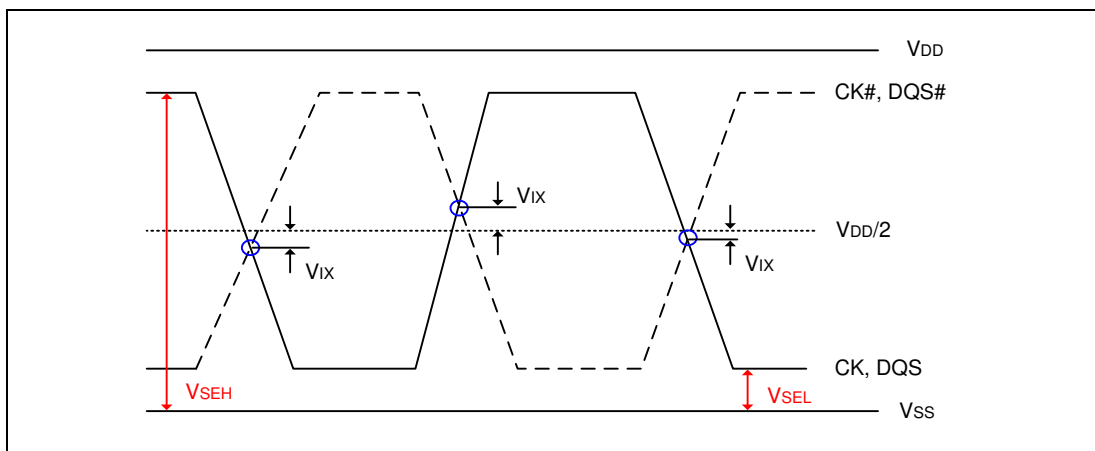 VDD
CK#, DQS#
VIX
VDD/2
VIX
VIX
CK, DQS
VSEH
VSEL
VSS